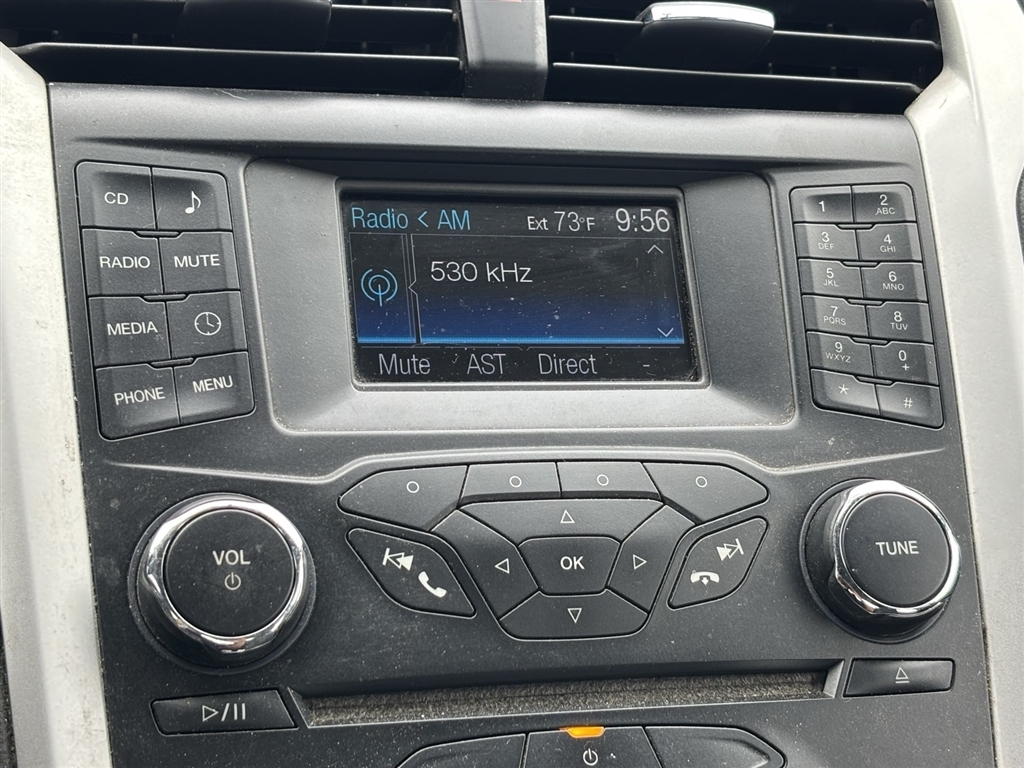 CD
RADIO MUTE
MEDIA
PHONE MENU
Radio < AM Ext 73°F 9:56
530 kHz
Mute AST Direct -
1 2 ABC
3 DEF 4 GHI
5 JKL 6 MNO
7 PQRS 8 TUV
9 WXYZ 0 +
* #
VOL
OK
TUNE